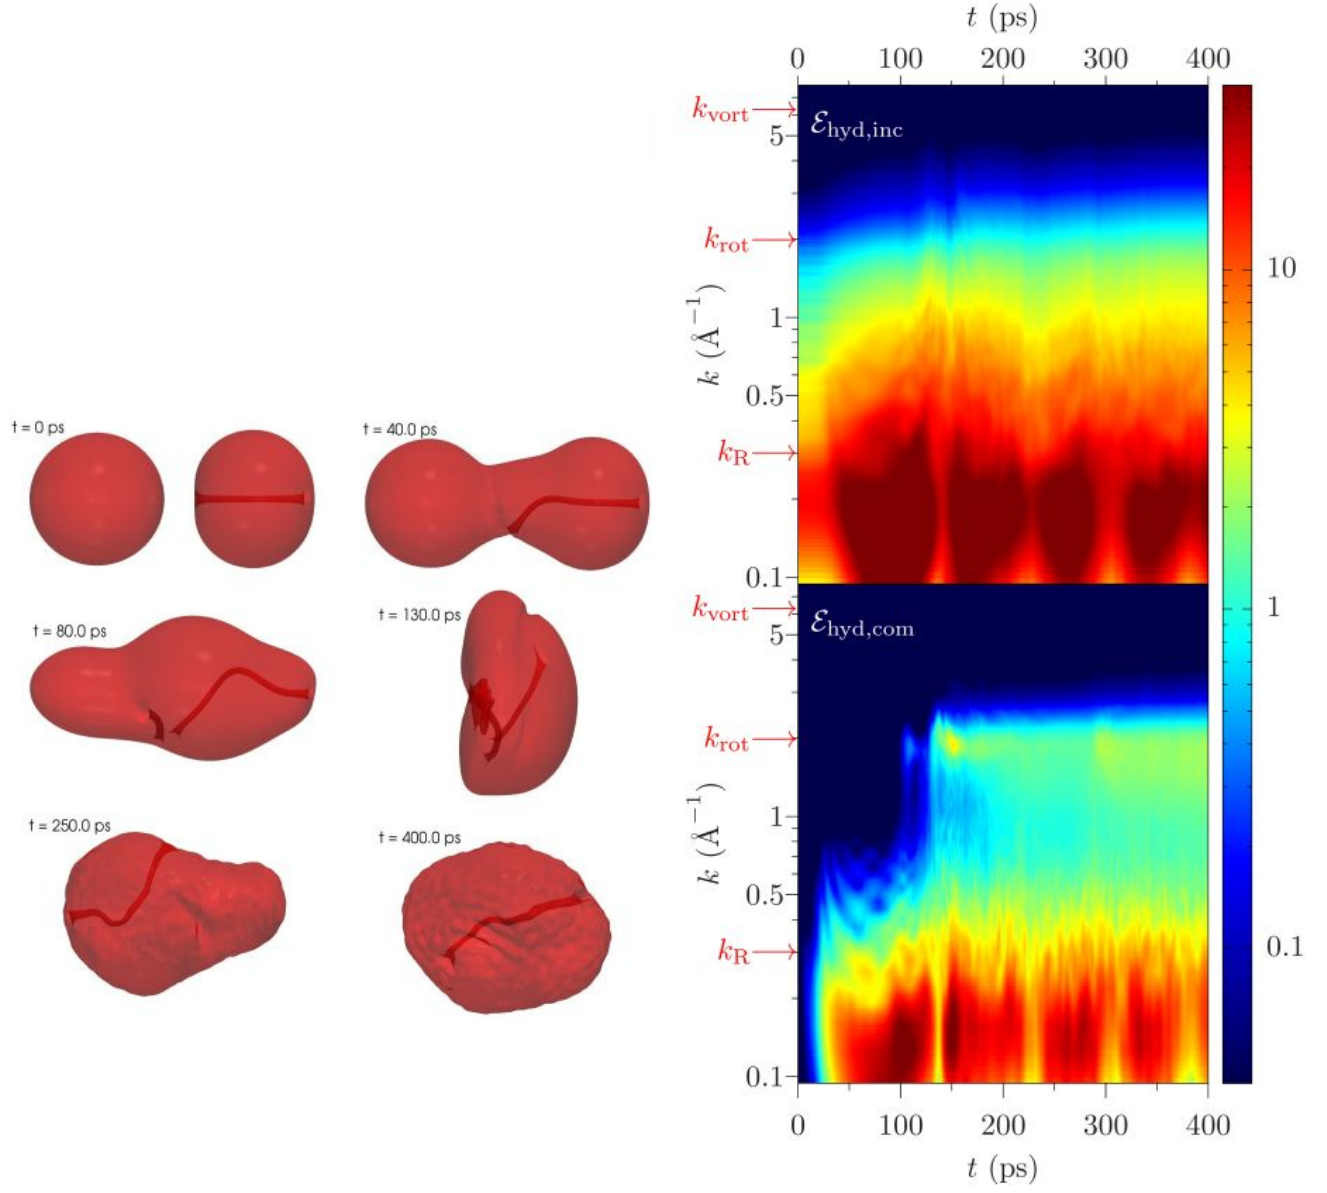 t = 0 ps
t = 40.0 ps
t = 80.0 ps
t = 130.0 ps
t = 250.0 ps
t = 400.0 ps
t (ps)
0 100 200 300 400
k_vort
5
ℰ_hyd,inc
k_rot
k (Å⁻¹)
1
0.5
k_R
0.1
k_vort
5
ℰ_hyd,com
k_rot
k (Å⁻¹)
1
0.5
k_R
0.1
0 100 200 300 400
t (ps)
10
1
0.1